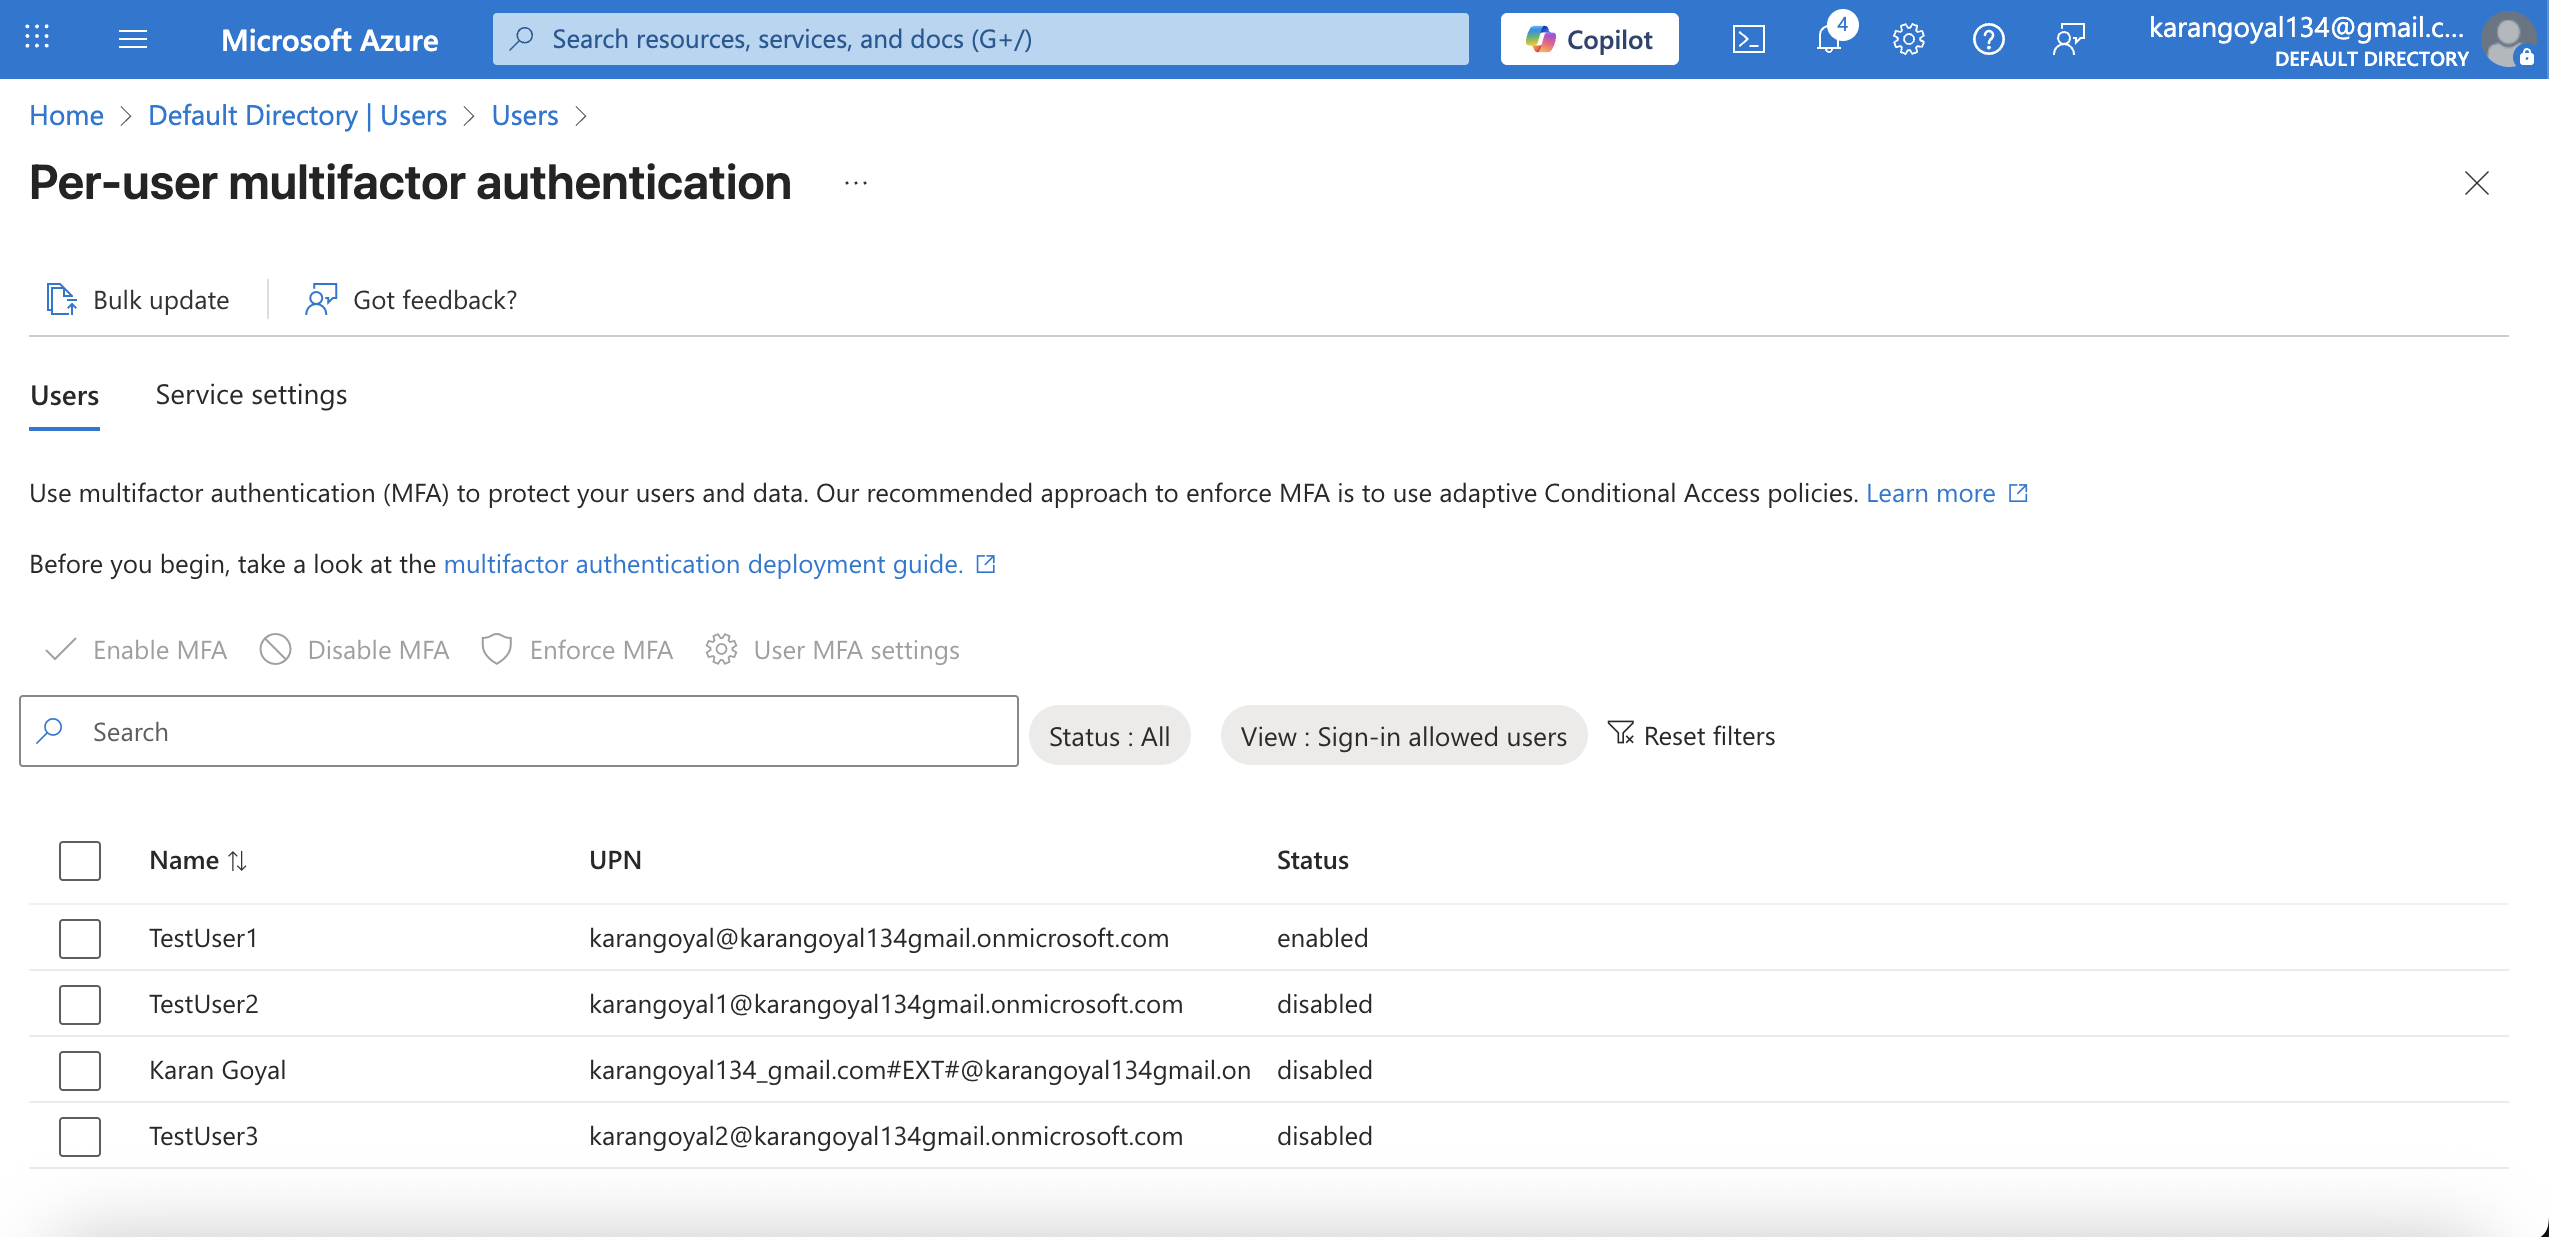 Microsoft Azure
Search resources, services, and docs (G+/)
Copilot
4
karangoyal134@gmail.c...
DEFAULT DIRECTORY
Home > Default Directory | Users > Users >
Per-user multifactor authentication ...
Bulk update
Got feedback?
Users Service settings
Use multifactor authentication (MFA) to protect your users and data. Our recommended approach to enforce MFA is to use adaptive Conditional Access policies. Learn more
Before you begin, take a look at the multifactor authentication deployment guide.
Enable MFA Disable MFA Enforce MFA User MFA settings
Search Status : All View : Sign-in allowed users Reset filters
Name UPN Status
TestUser1 karangoyal@karangoyal134gmail.onmicrosoft.com enabled
TestUser2 karangoyal1@karangoyal134gmail.onmicrosoft.com disabled
Karan Goyal karangoyal134_gmail.com#EXT#@karangoyal134gmail.on disabled
TestUser3 karangoyal2@karangoyal134gmail.onmicrosoft.com disabled